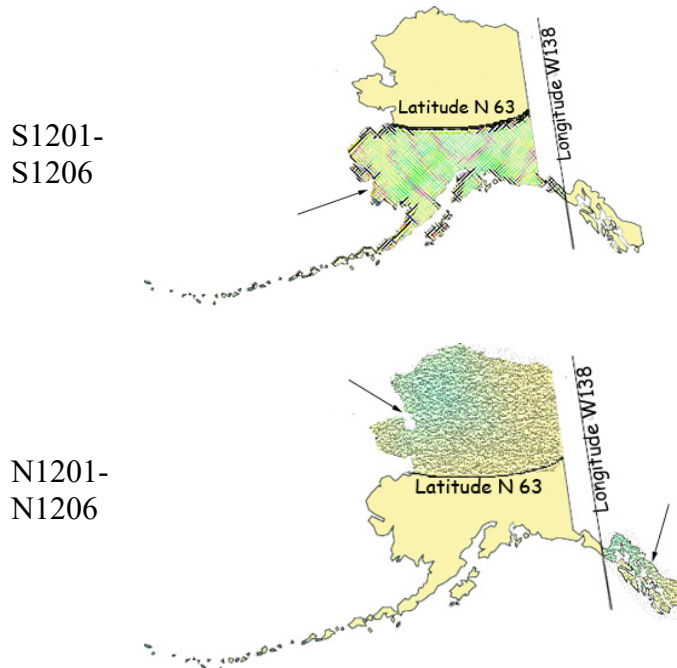 Latitude N 63
Longitude W138
S1201-
S1206
Latitude N 63
Longitude W138
N1201-
N1206